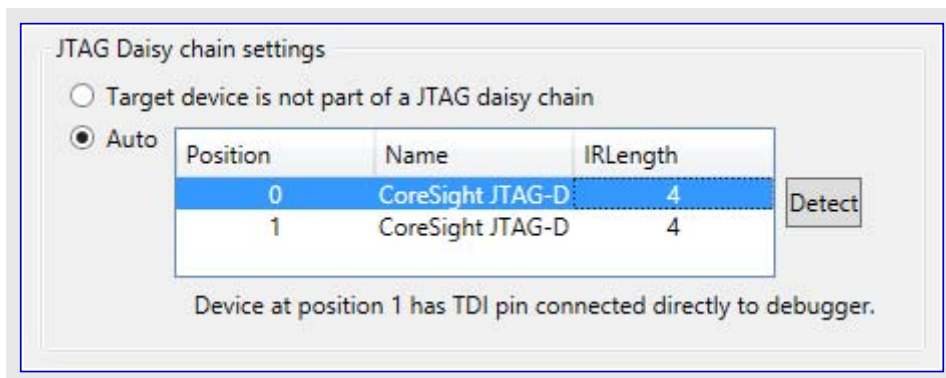 JTAG Daisy chain settings
Target device is not part of a JTAG daisy chain
Auto
Position Name IRLength
0 CoreSight JTAG-D 4
1 CoreSight JTAG-D 4
Detect
Device at position 1 has TDI pin connected directly to debugger.